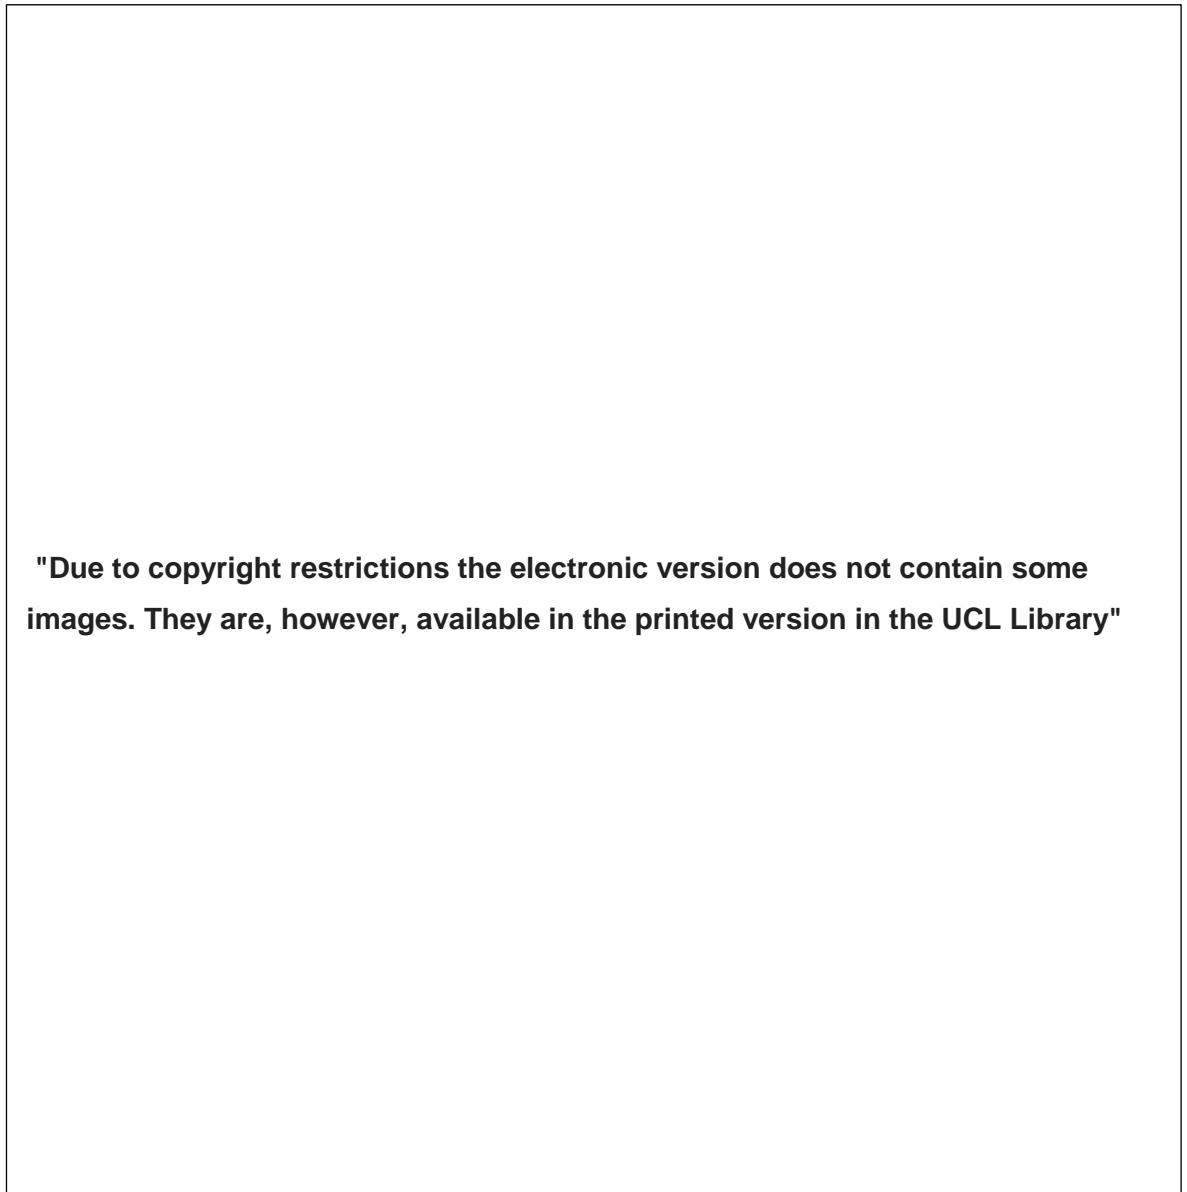 "Due to copyright restrictions the electronic version does not contain some
images. They are, however, available in the printed version in the UCL Library"